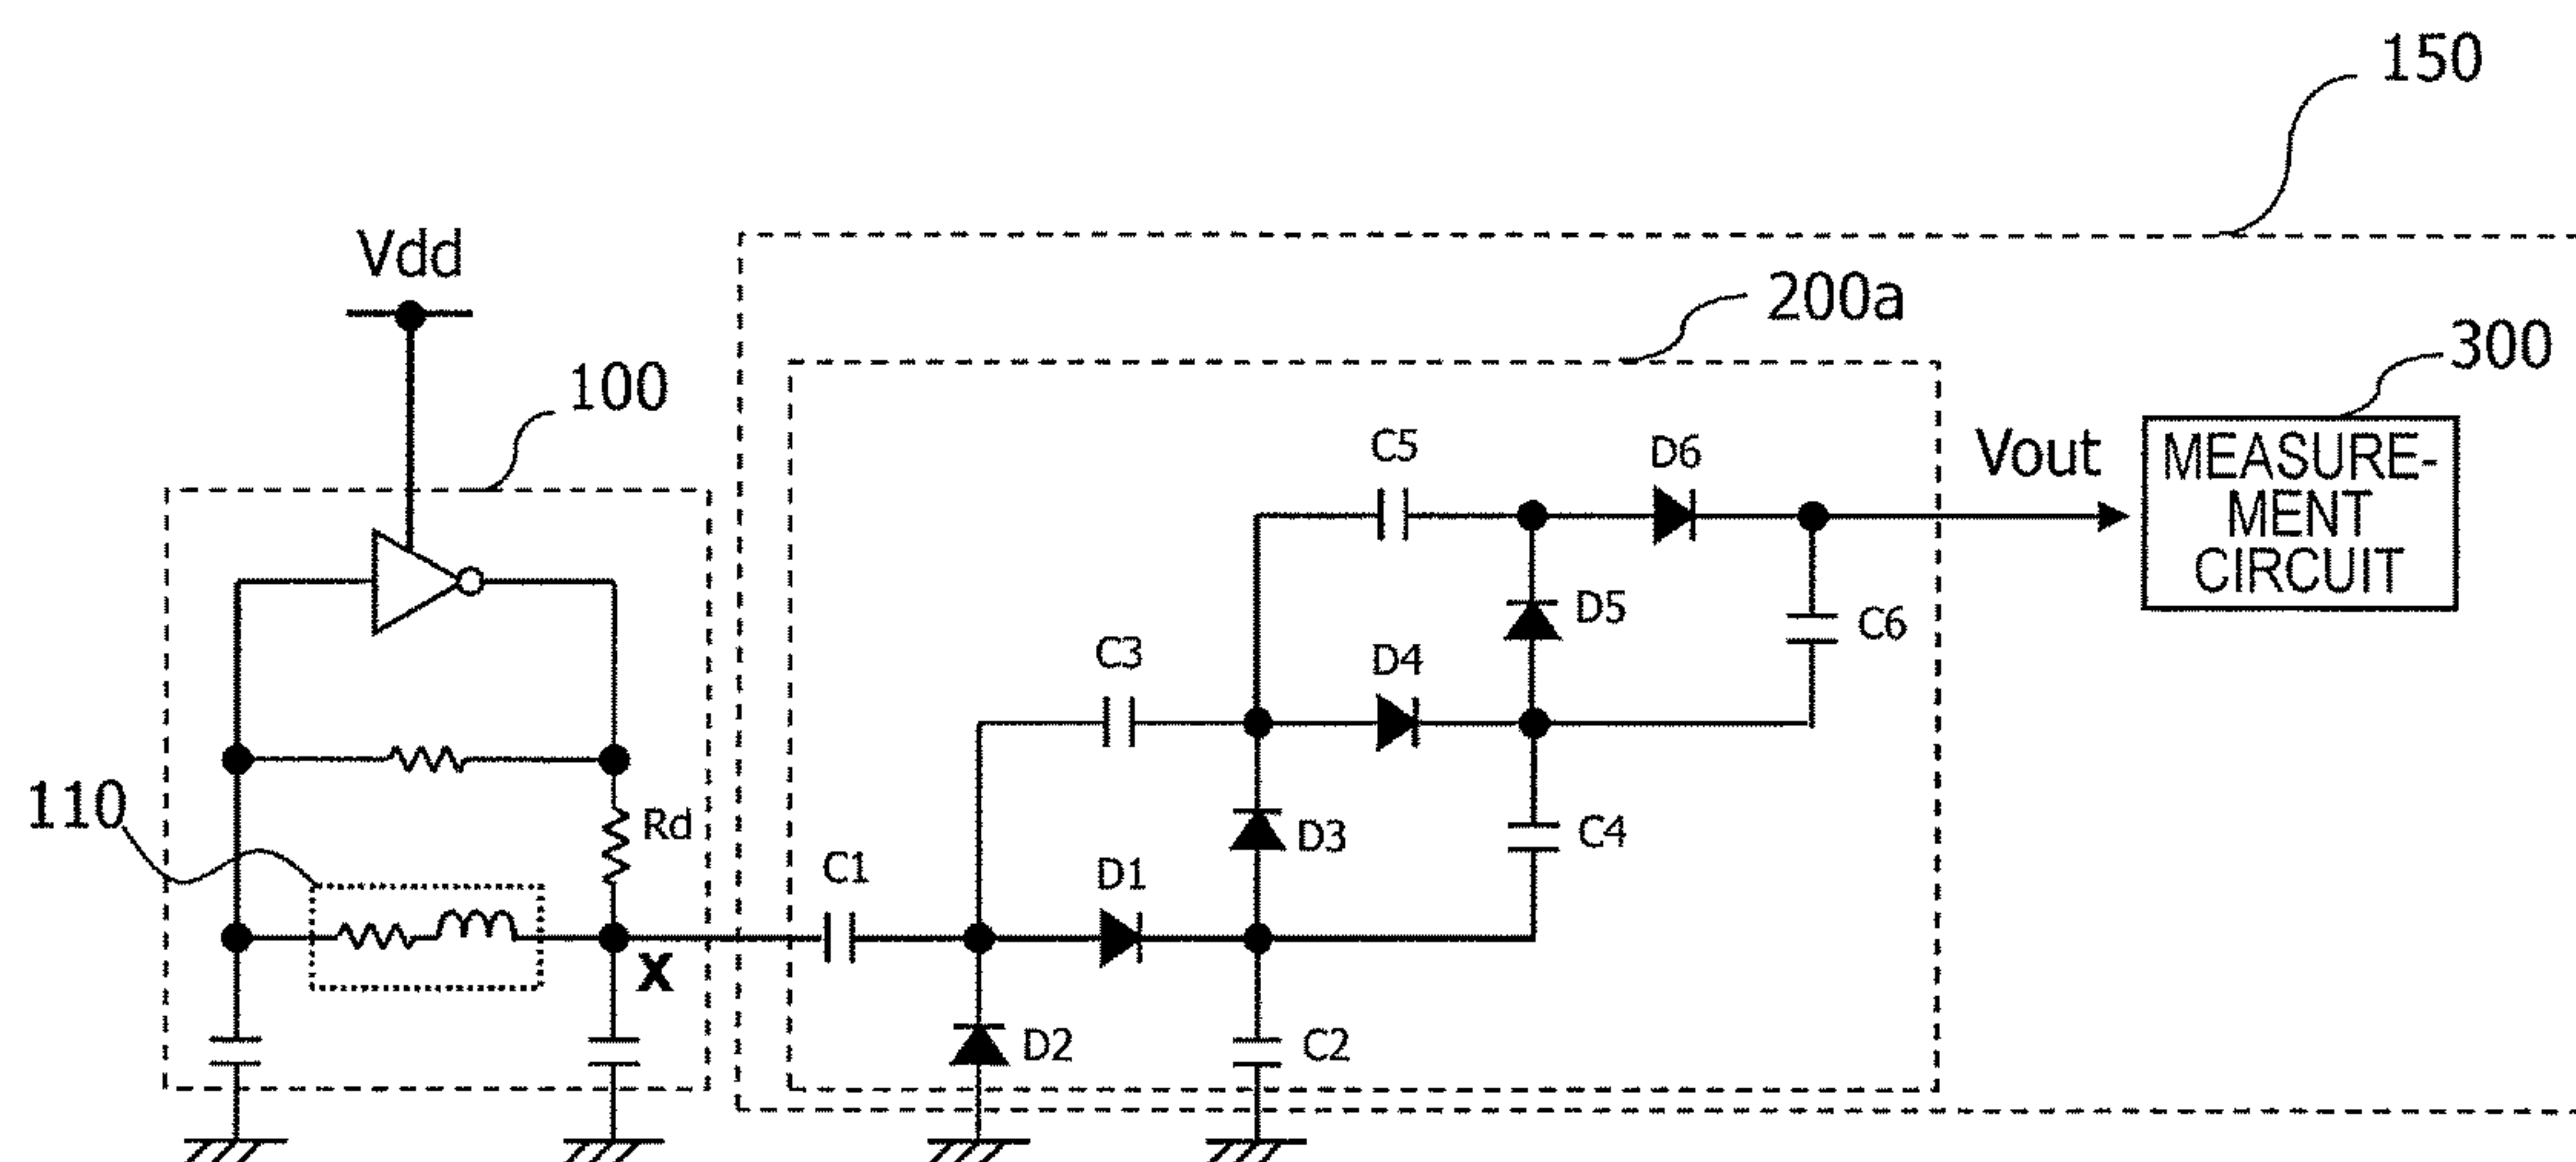 150
Vdd
200a
300
100
C5
D6
Vout
MEASURE-
MENT
CIRCUIT
D5
C6
C3
D4
110
Rd
D3
C4
C1
D1
X
D2
C2